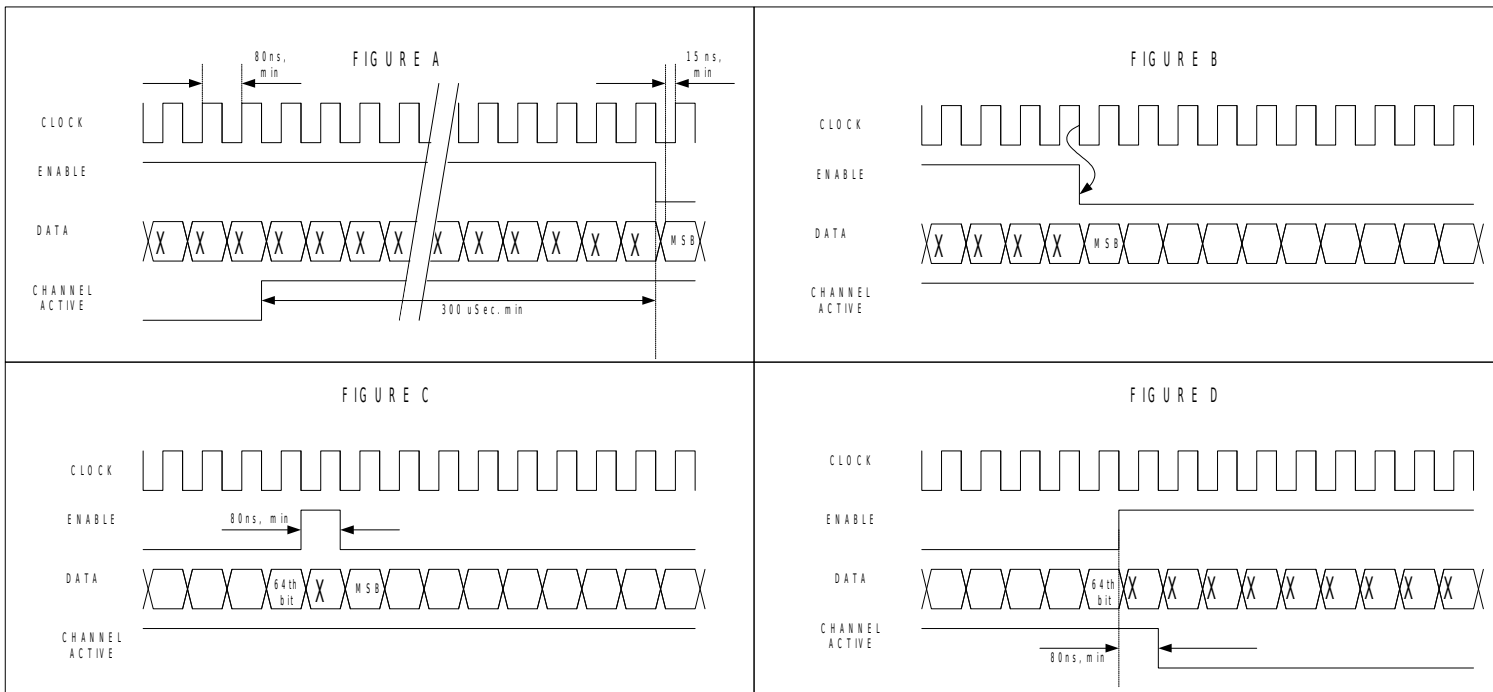 FIGURE A
80ns,
min
15 ns,
min
CLOCK
ENABLE
DATA
X X X X X X X X X X X X X MSB
CHANNEL
ACTIVE
300 uSec. min
FIGURE B
CLOCK
ENABLE
DATA
X X X X MSB
CHANNEL
ACTIVE
FIGURE C
CLOCK
ENABLE
80ns, min
DATA
64th
bit
X MSB
CHANNEL
ACTIVE
FIGURE D
CLOCK
ENABLE
DATA
64th
bit
X X X X X X X X X
CHANNEL
ACTIVE
80ns, min